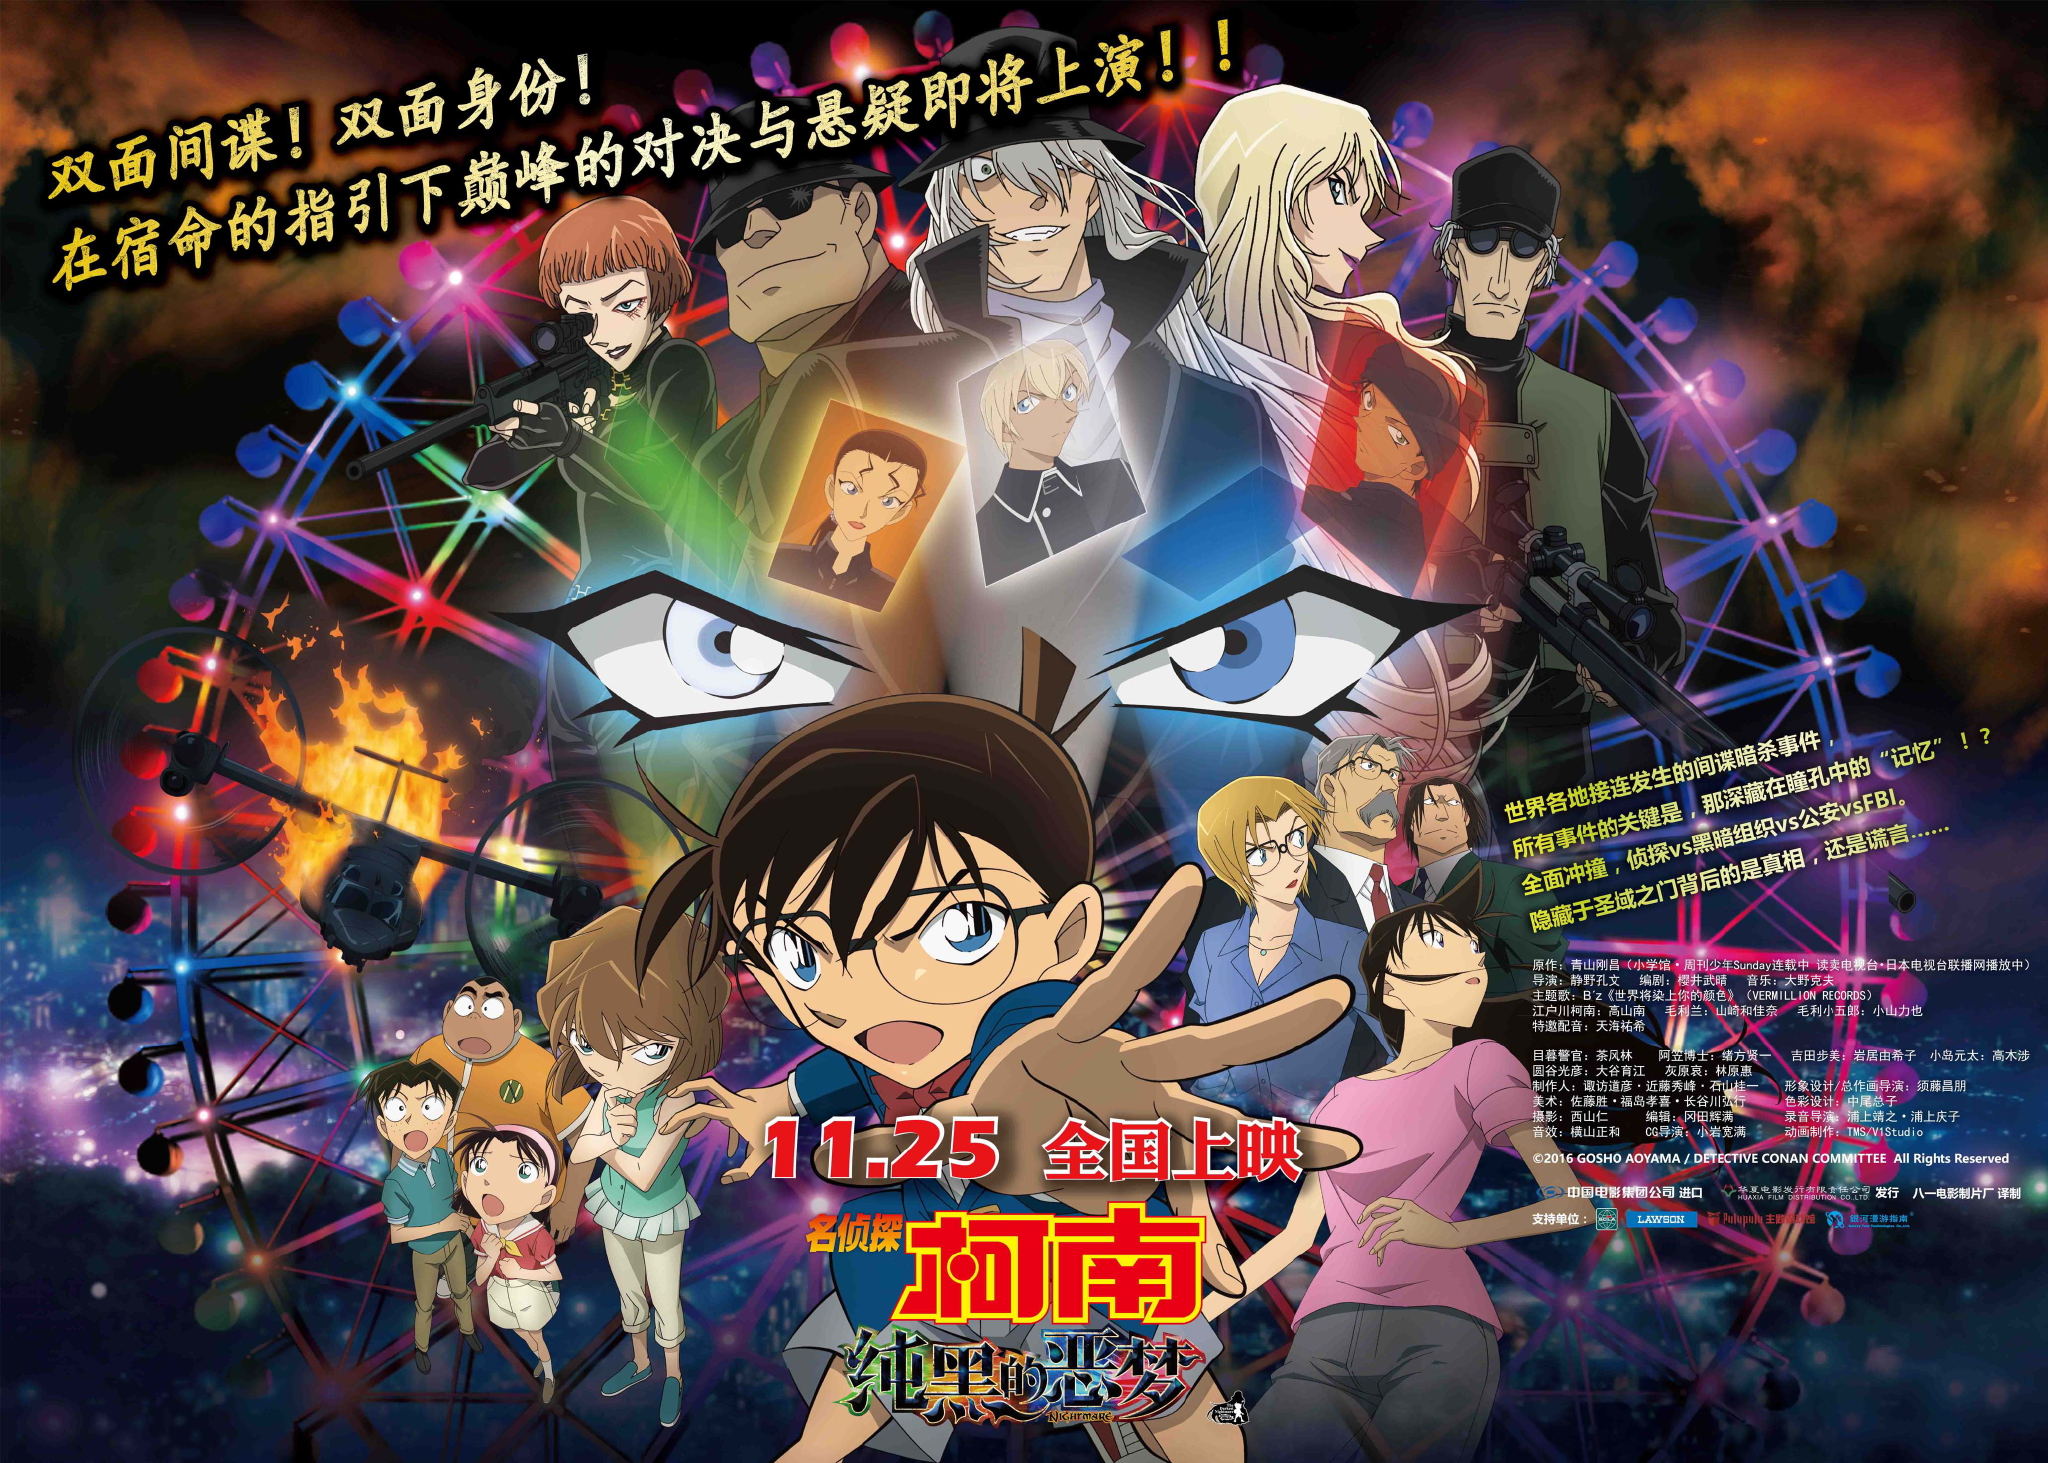 双面间谍！双面身份！
在宿命的指引下巅峰的对决与悬疑即将上演！！
世界各地接连发生的间谍暗杀事件，
所有事件的关键是，那深藏在瞳孔中的“记忆”！？
全面冲撞，侦探vs黑暗组织vs公安vsFBI。
隐藏于圣域之门背后的是真相，还是谎言……
原作：青山刚昌（小学馆·周刊少年Sunday连载中 读卖电视台·日本电视台联播网播放中）
导演：静野孔文 编剧：樱井武晴 音乐：大野克夫
主题歌：B'z《世界将染上你的颜色》（VERMILLION RECORDS）
江户川柯南：高山南 毛利兰：山崎和佳奈 毛利小五郎：小山力也
特邀配音：天海祐希
目暮警官：茶风林 阿笠博士：绪方贤一 吉田步美：岩居由希子 小岛元太：高木涉
圆谷光彦：大谷育江 灰原哀：林原惠
制作人：诹访道彦·近藤秀峰·石山桂一 形象设计/总作画导演：须藤昌朋
美术：佐藤胜·福岛孝喜·长谷川弘行 色彩设计：中尾总子
摄影：西山仁 编辑：冈田辉满 录音导演：浦上靖之·浦上庆子
音效：横山正和 CG导演：小岩宽满 动画制作：TMS/V1Studio
©2016 GOSHO AOYAMA / DETECTIVE CONAN COMMITTEE All Rights Reserved
中国电影集团公司 进口 华夏电影发行有限责任公司 HUAXIA FILM DISTRIBUTION CO.,LTD. 发行 八一电影制片厂 译制
支持单位： LAWSON Pulupulu 银河漫游指南
11.25 全国上映
名侦探
柯南
纯黑的恶梦
NIGHTMARE